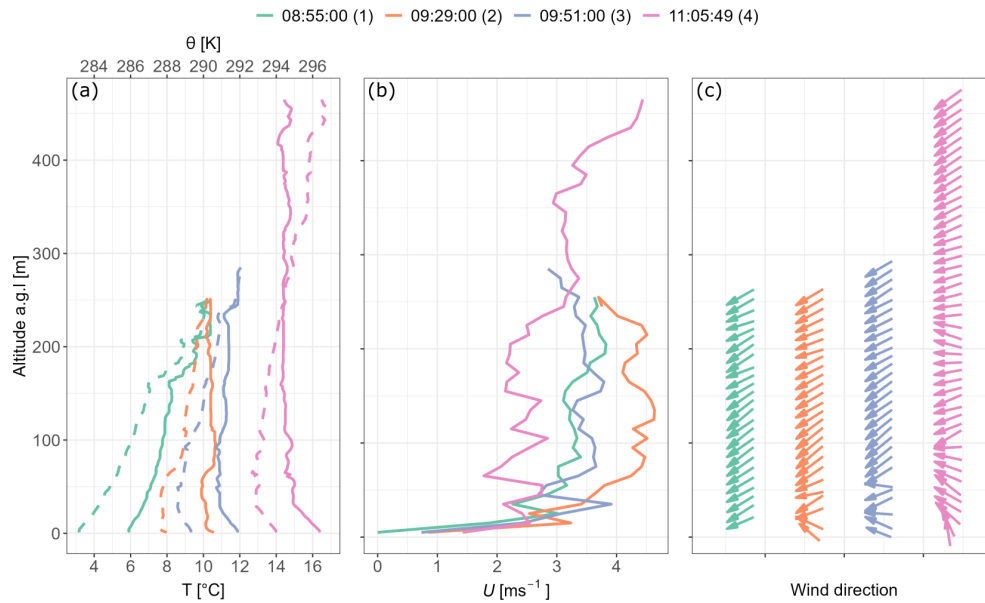 08:55:00 (1) 09:29:00 (2) 09:51:00 (3) 11:05:49 (4)
θ [K]
284 286 288 290 292 294 296
(a) (b) (c)
400
300
200
100
0
Altitude a.g.l [m]
4 6 8 10 12 14 16
0 1 2 3 4
T [°C] U [ms⁻¹ ] Wind direction